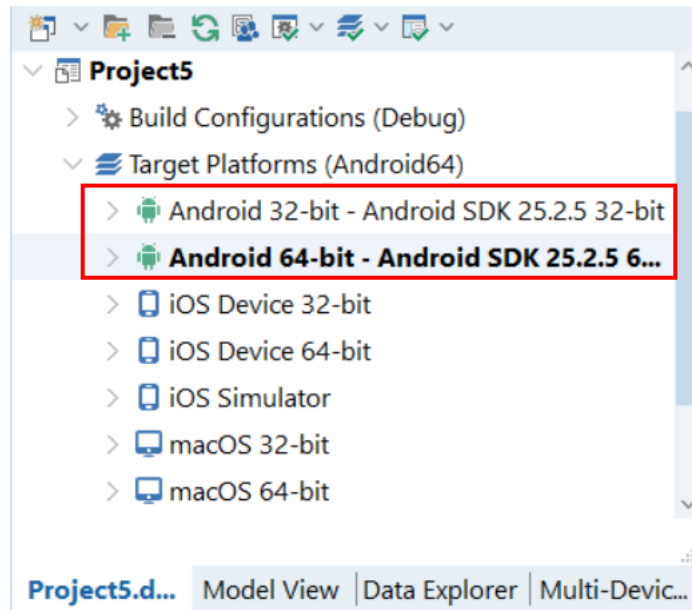 Project5
Build Configurations (Debug)
Target Platforms (Android64)
Android 32-bit - Android SDK 25.2.5 32-bit
Android 64-bit - Android SDK 25.2.5 6...
iOS Device 32-bit
iOS Device 64-bit
iOS Simulator
macOS 32-bit
macOS 64-bit
Project5.d... Model View Data Explorer Multi-Devic...